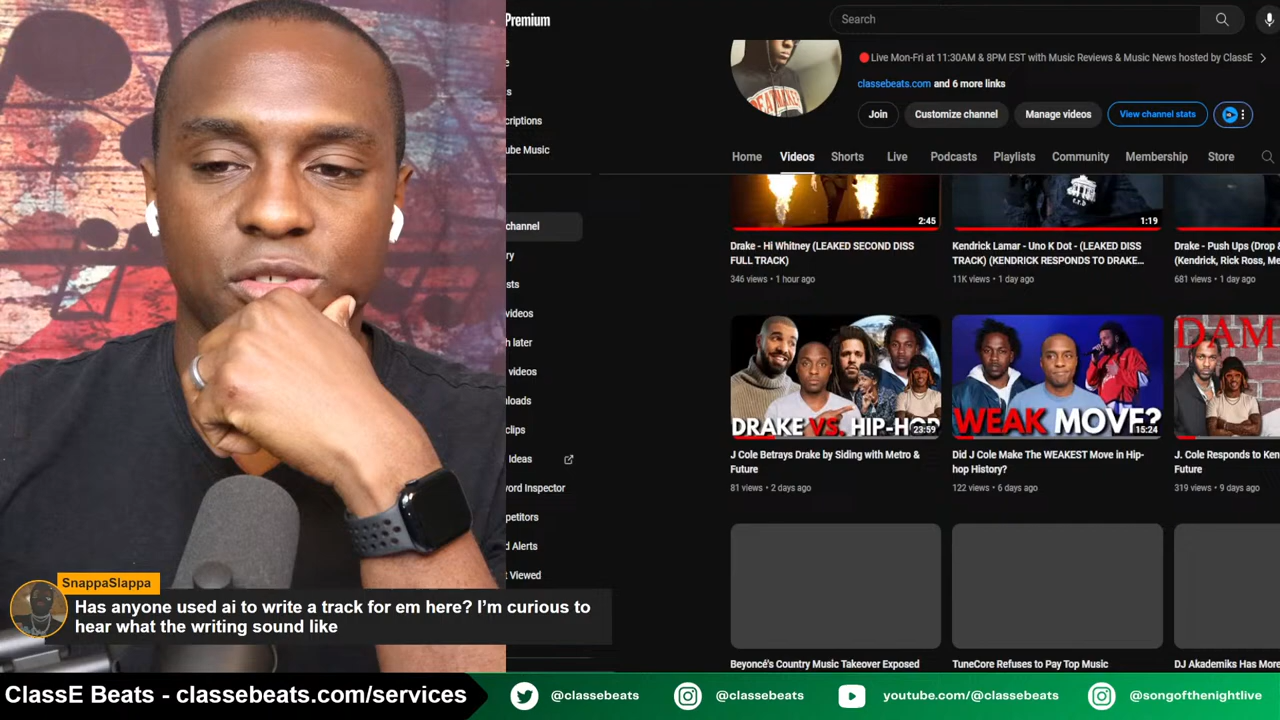 Premium
Search
Live Mon-Fri at 11:30AM & 8PM EST with Music Reviews & Music News hosted by ClassE
classebeats.com and 6 more links
Join
Customize channel
Manage videos
View channel stats
Home
Videos
Shorts
Live
Podcasts
Playlists
Community
Membership
Store
channel
videos
videos
clips
Ideas
2:45
Drake - Hi Whitney (LEAKED SECOND DISS
FULL TRACK)
346 views • 1 hour ago
1:19
Kendrick Lamar - Uno K Dot - (LEAKED DISS
TRACK) (KENDRICK RESPONDS TO DRAKE...
11K views • 1 day ago
Drake - Push Ups (Drop &
(Kendrick, Rick Ross, Me
681 views • 1 day ago
DRAKE VS. HIP-HOP
23:59
J Cole Betrays Drake by Siding with Metro &
Future
81 views • 2 days ago
WEAK MOVE?
15:24
Did J Cole Make The WEAKEST Move in Hip-
hop History?
122 views • 6 days ago
DAM
J. Cole Responds to Ken
Future
319 views • 9 days ago
Inspector
Alerts
Viewed
Beyoncé's Country Music Takeover Exposed
TuneCore Refuses to Pay Top Music
DJ Akademiks Has More
SnappaSlappa
Has anyone used ai to write a track for em here? I'm curious to
hear what the writing sound like
ClassE Beats - classebeats.com/services
@classebeats
@classebeats
youtube.com/@classebeats
@songofthenightlive